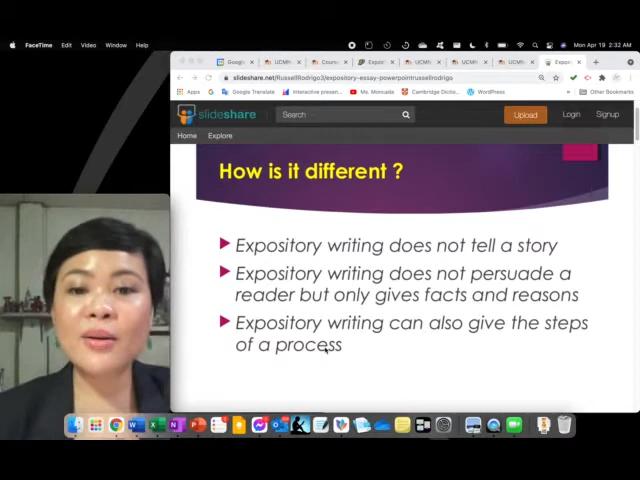 FaceTime Edit Video Window Help
Mon Apr 19 2:32 AM
slideshare.net/RussellRodrigo3/expository-essay-powerpointrussellrodrigo
Apps Google Translate Interactive present... Ms. Moncada Cambridge Dictio... WordPress Other Bookmarks
slideshare Search Upload Login Signup
Home Explore
How is it different ?
Expository writing does not tell a story
Expository writing does not persuade a
reader but only gives facts and reasons
Expository writing can also give the steps
of a process